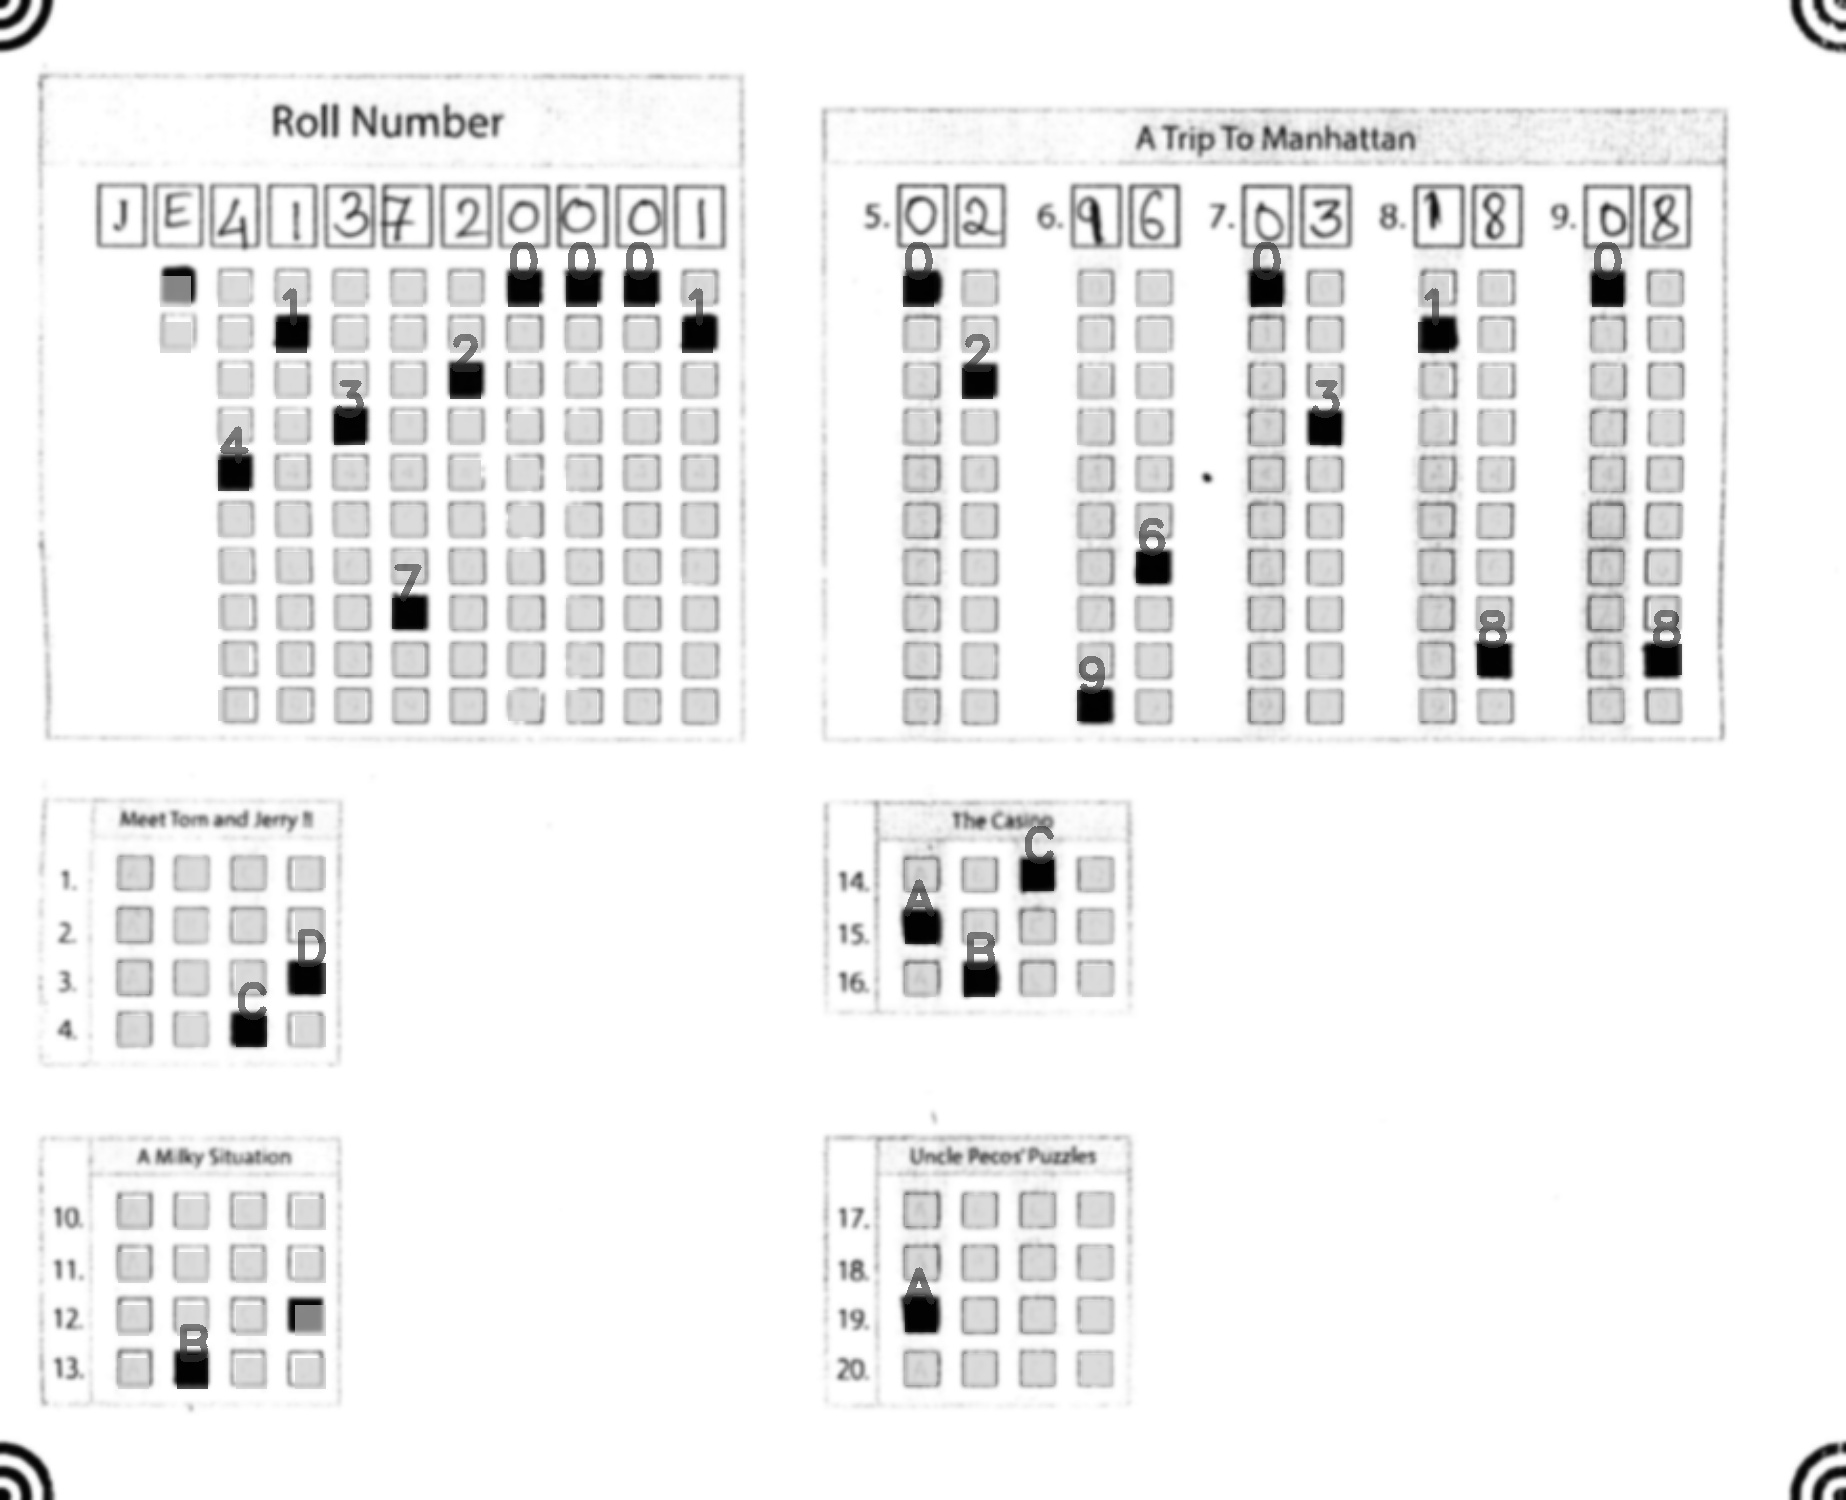 Roll Number
J E 4 1 3 7 2 0 0 0 1
0 0 0
1 1
2
3
4
7
A Trip To Manhattan
5. 0 2 6. 9 6 7. 0 3 8. 1 8 9. 0 8
0 0 0
1
2
3
6
8 8
9
Meet Tom and Jerry !!
1.
2.
D
3.
C
4.
The Casino
C
14.
A
15.
B
16.
A Milky Situation
10.
11.
12.
B
13.
Uncle Pecos' Puzzles
17.
18.
A
19.
20.